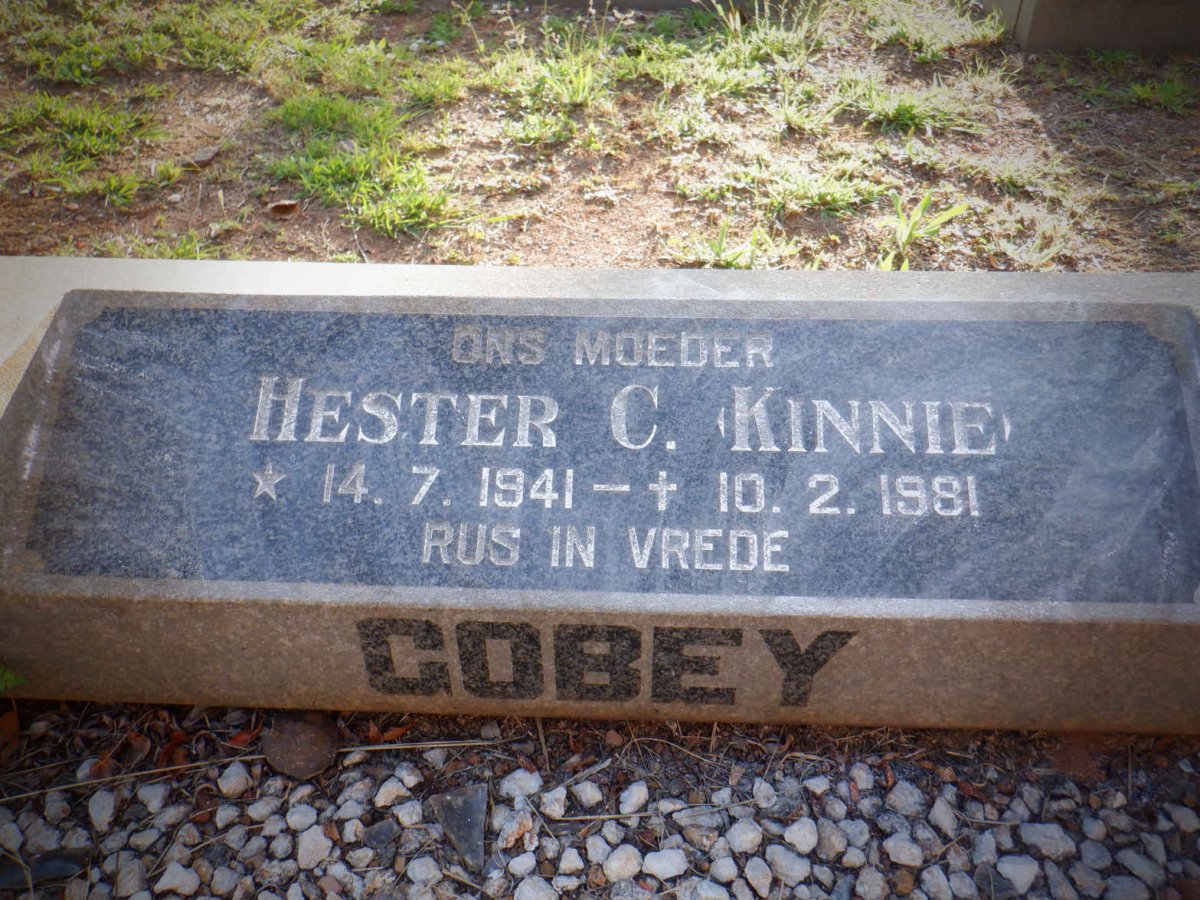 ONS MOEDER
HESTER C. (KINNIE)
★ 14. 7. 1941 – ✝ 10. 2. 1981
RUS IN VREDE
COBEY